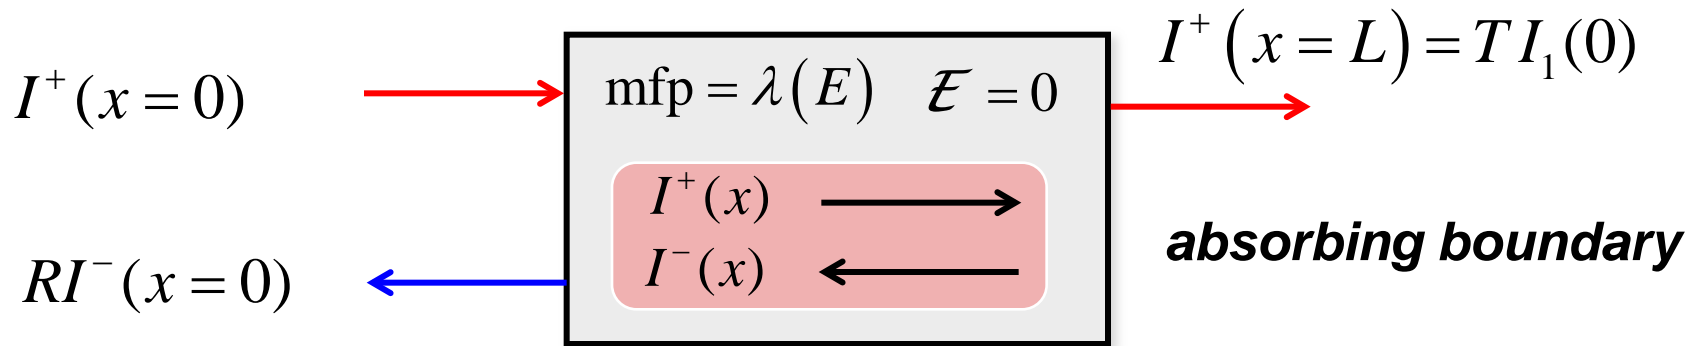 I⁺(x = L) = T I₁(0)
I⁺(x = 0)
mfp = λ(E) ℰ = 0
I⁺(x)
I⁻(x)
absorbing boundary
RI⁻(x = 0)